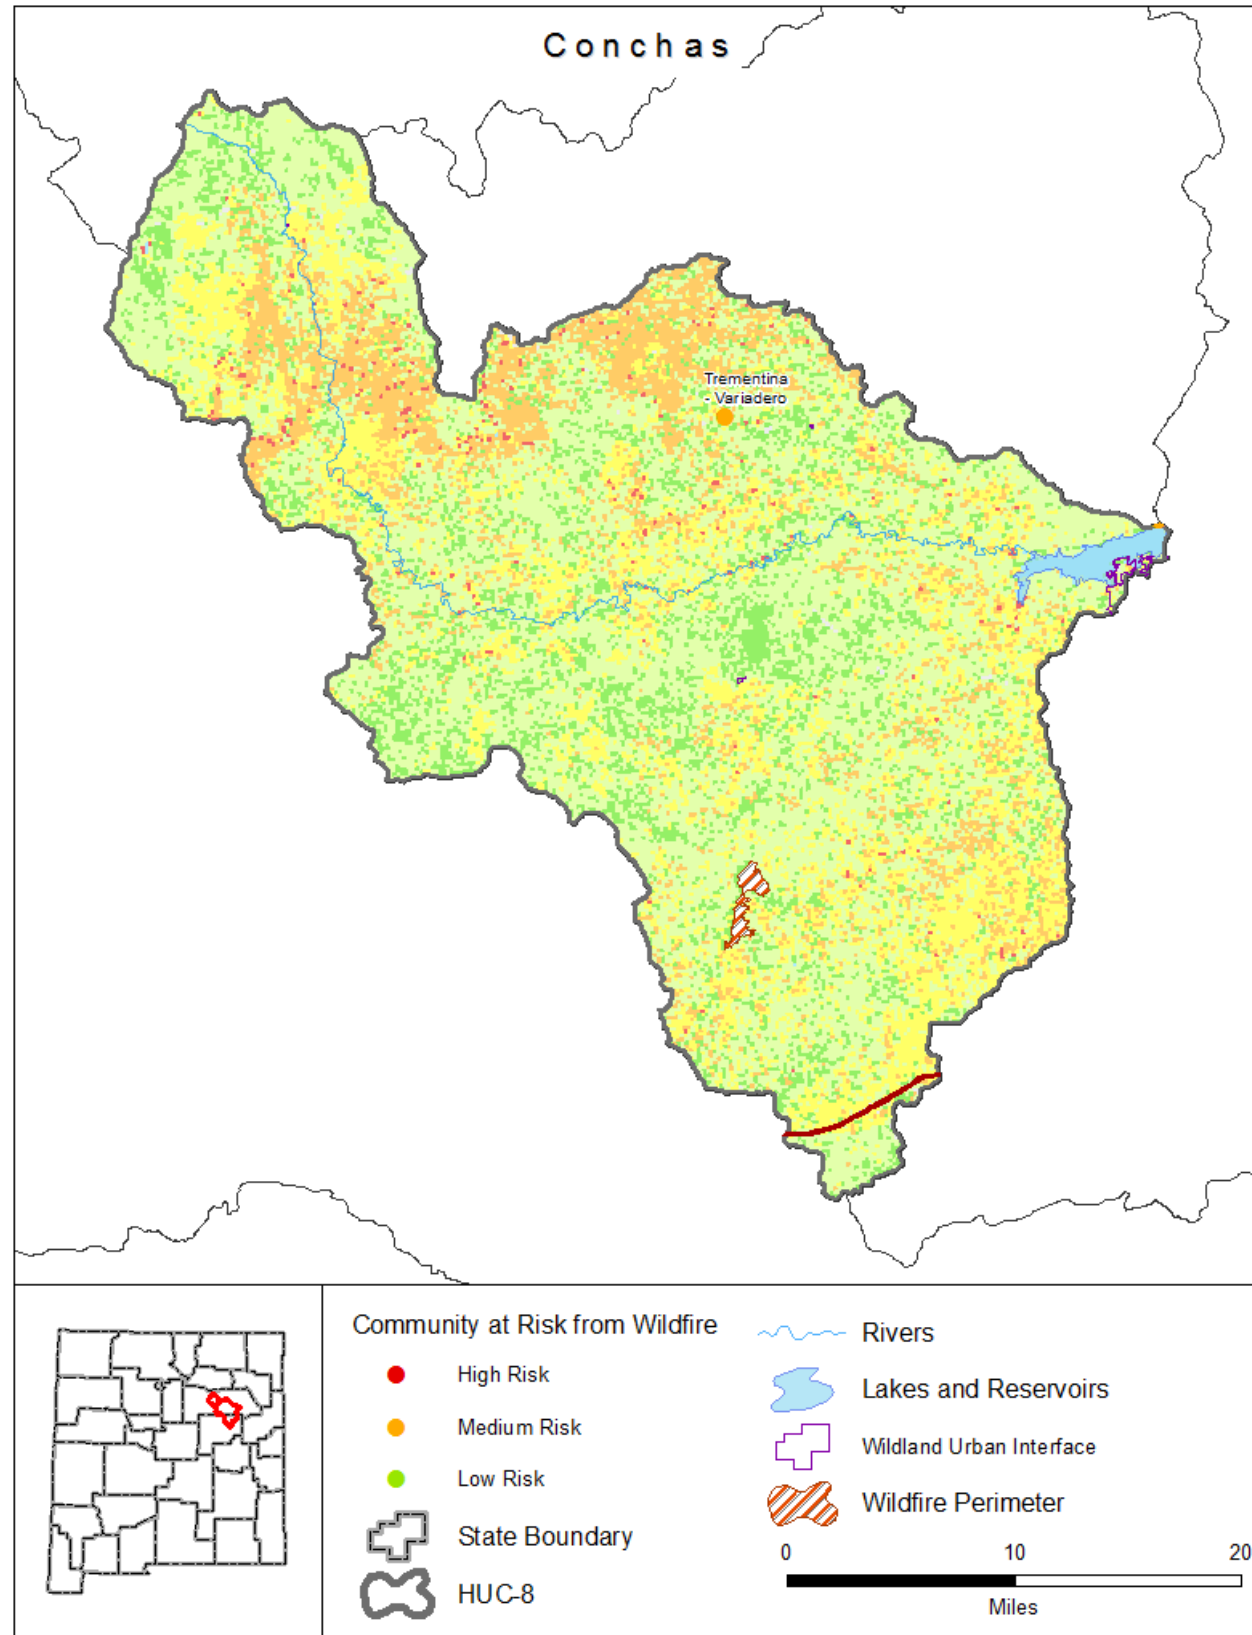 Conchas
Trementina
- Variadero
Community at Risk from Wildfire
High Risk
Medium Risk
Low Risk
State Boundary
HUC-8
Rivers
Lakes and Reservoirs
Wildland Urban Interface
Wildfire Perimeter
0 10 20
Miles